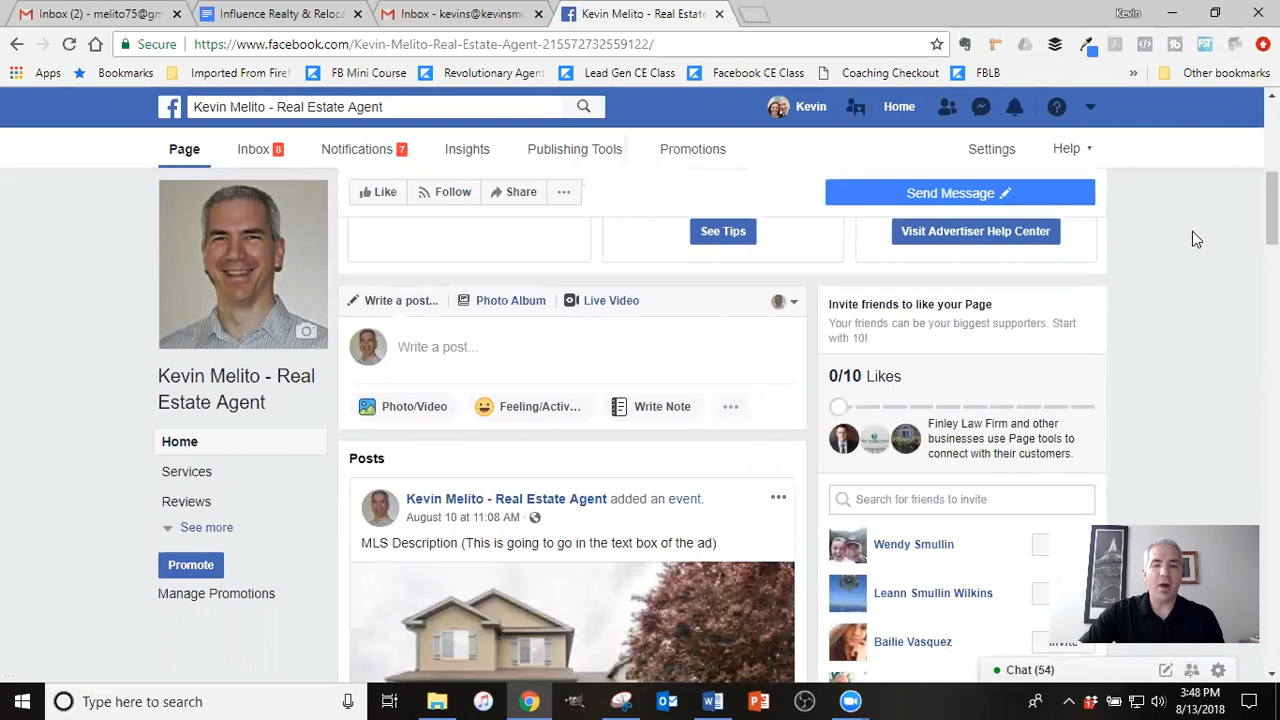 Inbox (2) - melito75@gm
Influence Realty & Reloca
Inbox - kevins@kevinsmu
Kevin Melito - Real Estate
Kevin
Secure
https://www.facebook.com/Kevin-Melito-Real-Estate-Agent-215572732559122/
Apps
Bookmarks
Imported From Firef
FB Mini Course
Revolutionary Agent
Lead Gen CE Class
Facebook CE Class
Coaching Checkout
FBLB
»
Other bookmarks
Kevin Melito - Real Estate Agent
Kevin
Home
Page
Inbox 8
Notifications 7
Insights
Publishing Tools
Promotions
Settings
Help
Like
Follow
Share
Send Message
See Tips
Visit Advertiser Help Center
Write a post...
Photo Album
Live Video
Write a post...
Photo/Video
Feeling/Activ...
Write Note
Kevin Melito - Real
Estate Agent
Home
Services
Reviews
See more
Promote
Manage Promotions
Posts
Kevin Melito - Real Estate Agent added an event.
August 10 at 11:08 AM
MLS Description (This is going to go in the text box of the ad)
Invite friends to like your Page
Your friends can be your biggest supporters. Start
with 10!
0/10 Likes
Finley Law Firm and other
businesses use Page tools to
connect with their customers.
Search for friends to invite
Wendy Smullin
Leann Smullin Wilkins
Bailie Vasquez
Chat (54)
Type here to search
3:48 PM
8/13/2018